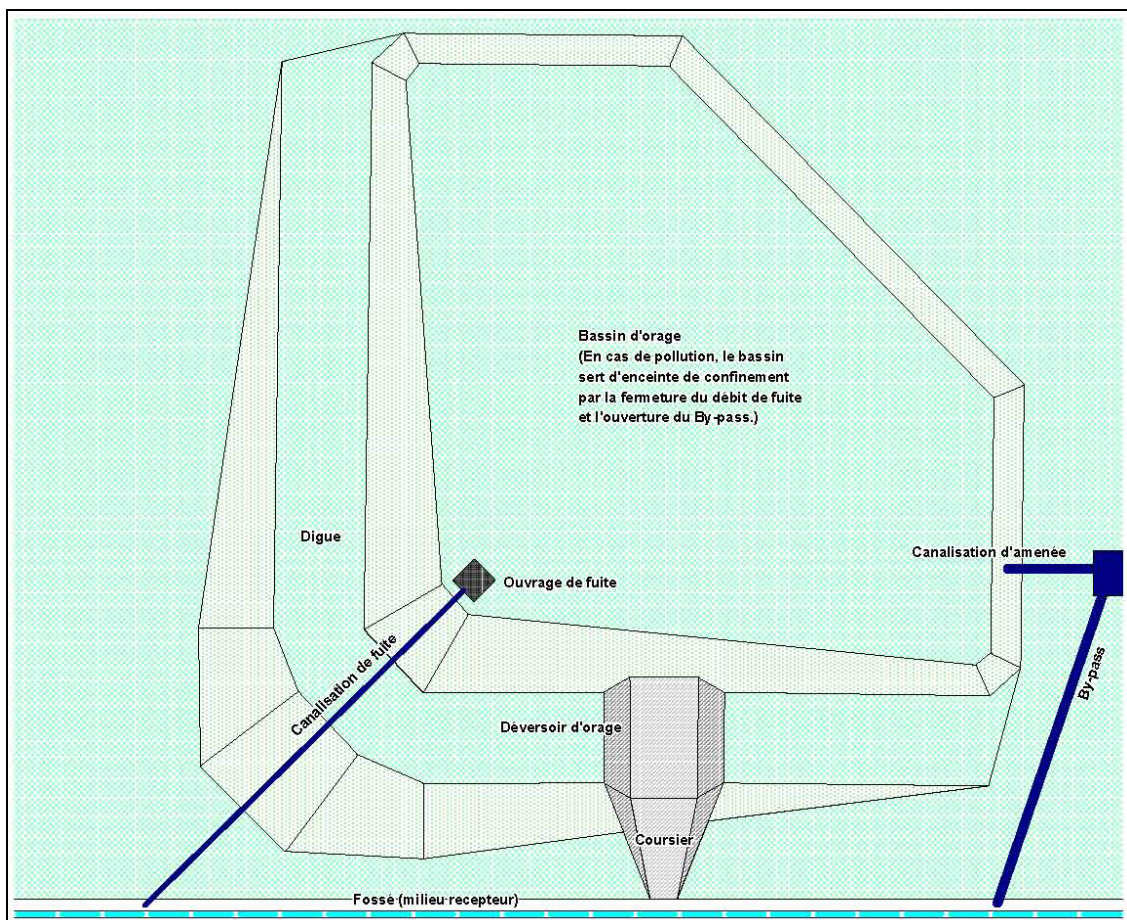 Bassin d'orage
(En cas de pollution, le bassin
sert d'enceinte de confinement
par la fermeture du débit de fuite
et l'ouverture du By-pass.)
Digue
Canalisation d'amenée
Ouvrage de fuite
Canalisation de fuite
By-pass
Déversoir d'orage
Coursier
Fossé (milieu recepteur)